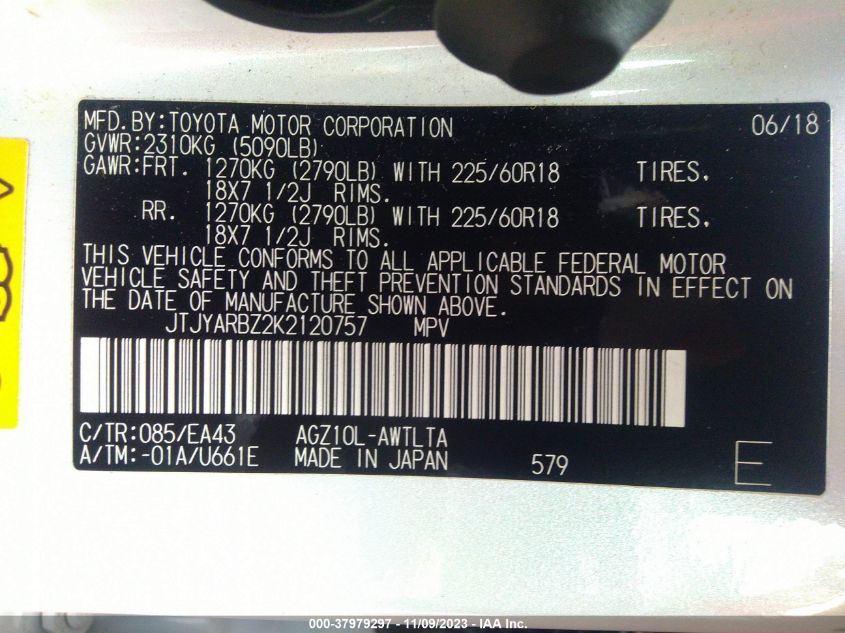 MFD.BY:TOYOTA MOTOR CORPORATION 06/18
GVWR:2310KG (5090LB)
GAWR:FRT. 1270KG (2790LB) WITH 225/60R18 TIRES,
18X7 1/2J RIMS.
RR. 1270KG (2790LB) WITH 225/60R18 TIRES,
18X7 1/2J RIMS.
THIS VEHICLE CONFORMS TO ALL APPLICABLE FEDERAL MOTOR
VEHICLE SAFETY AND THEFT PREVENTION STANDARDS IN EFFECT ON
THE DATE OF MANUFACTURE SHOWN ABOVE.
JTJYARBZ2K2120757 MPV
C/TR:085/EA43 AGZ10L-AWTLTA
A/TM:-01A/U661E MADE IN JAPAN 579 E
000-37979297 - 11/09/2023 - IAA Inc.